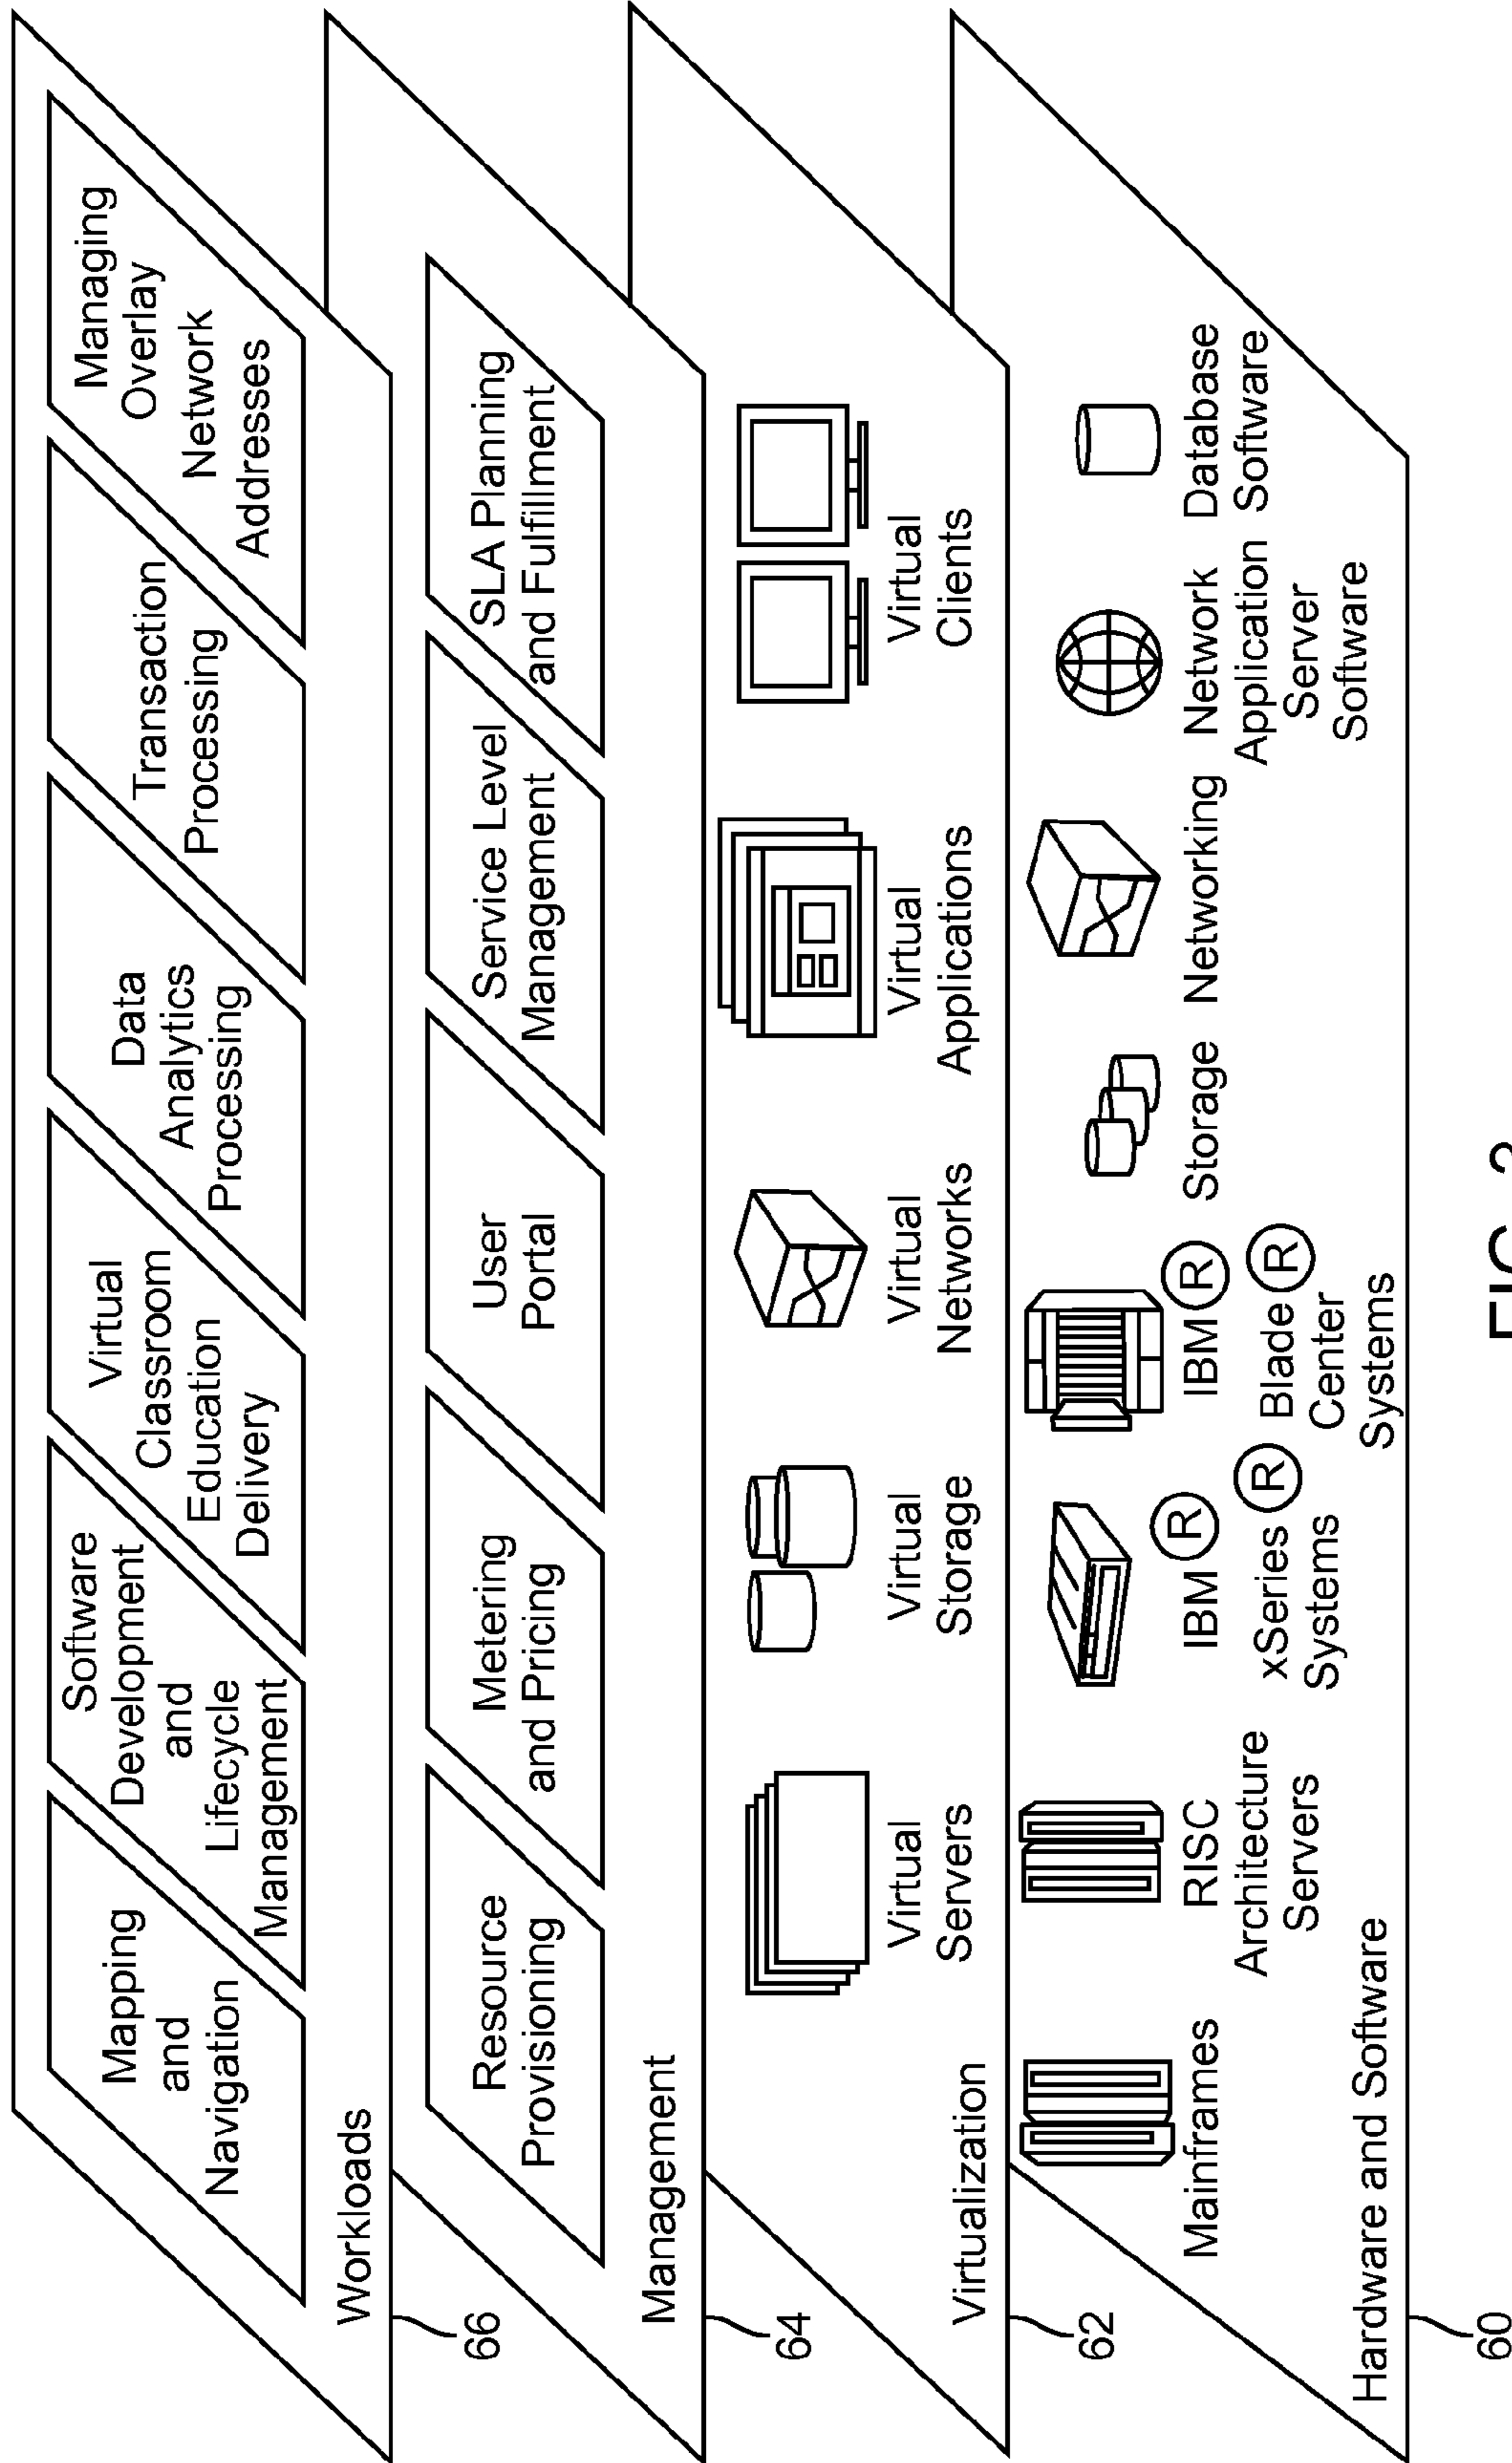 Mapping
and
Navigation
Software
Development
and
Lifecycle
Management
Virtual
Classroom
Education
Delivery
Data
Analytics
Processing
Transaction
Processing
Managing
Overlay
Network
Addresses
Workloads
66
Resource
Provisioning
Metering
and Pricing
User
Portal
Service Level
Management
SLA Planning
and Fulfillment
Management
64
Virtual
Servers
Virtual
Storage
Virtual
Networks
Virtual
Applications
Virtual
Clients
Virtualization
62
Mainframes
RISC
Architecture
Servers
IBM®
xSeries®
Systems
IBM®
Blade®
Center
Systems
Storage
Networking
Network
Application
Server
Software
Database
Software
Hardware and Software
60
FIG